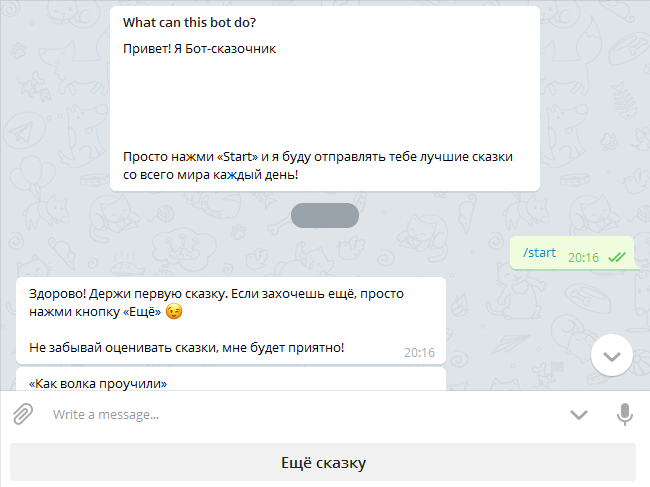 What can this bot do?
Привет! Я Бот-сказочник
Просто нажми «Start» и я буду отправлять тебе лучшие сказки
со всего мира каждый день!
/start 20:16
Здорово! Держи первую сказку. Если захочешь ещё, просто
нажми кнопку «Ещё» 😉
Не забывай оценивать сказки, мне будет приятно!
20:16
«Как волка проучили»
Write a message...
Ещё сказку